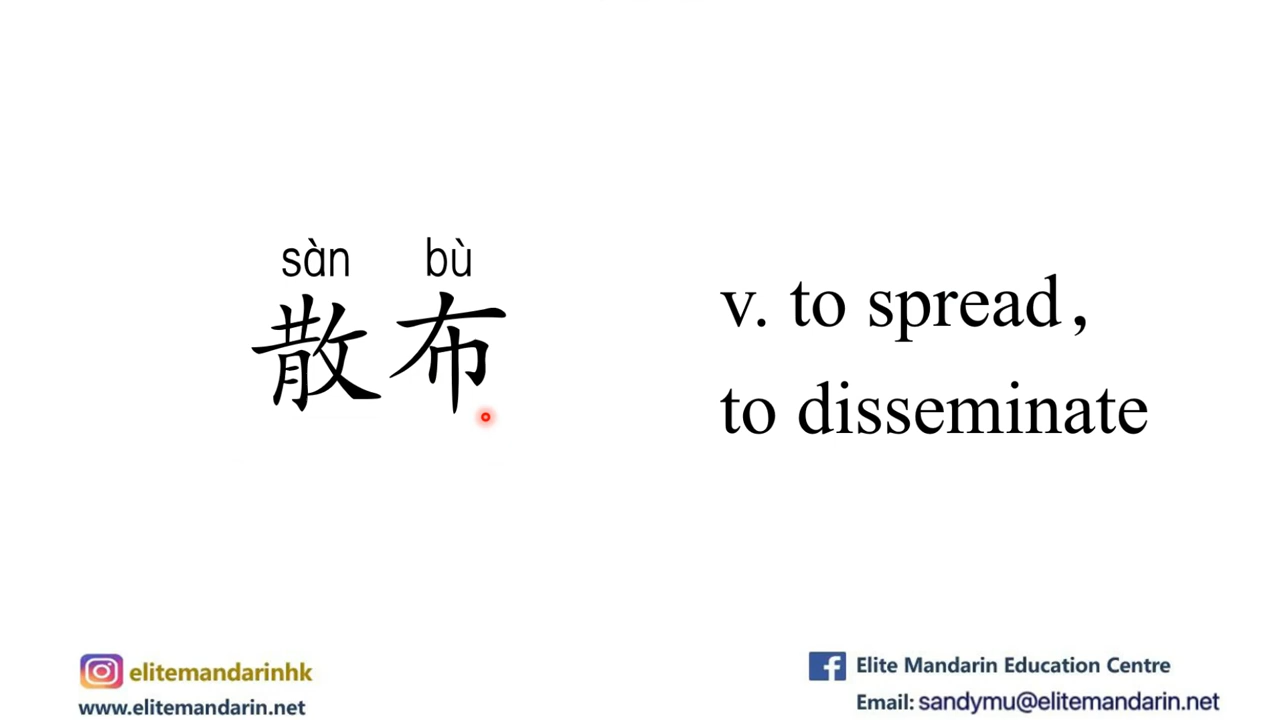 sàn bù
散布
v. to spread,
to disseminate
elitemandarinhk
www.elitemandarin.net
Elite Mandarin Education Centre
Email: sandymu@elitemandarin.net